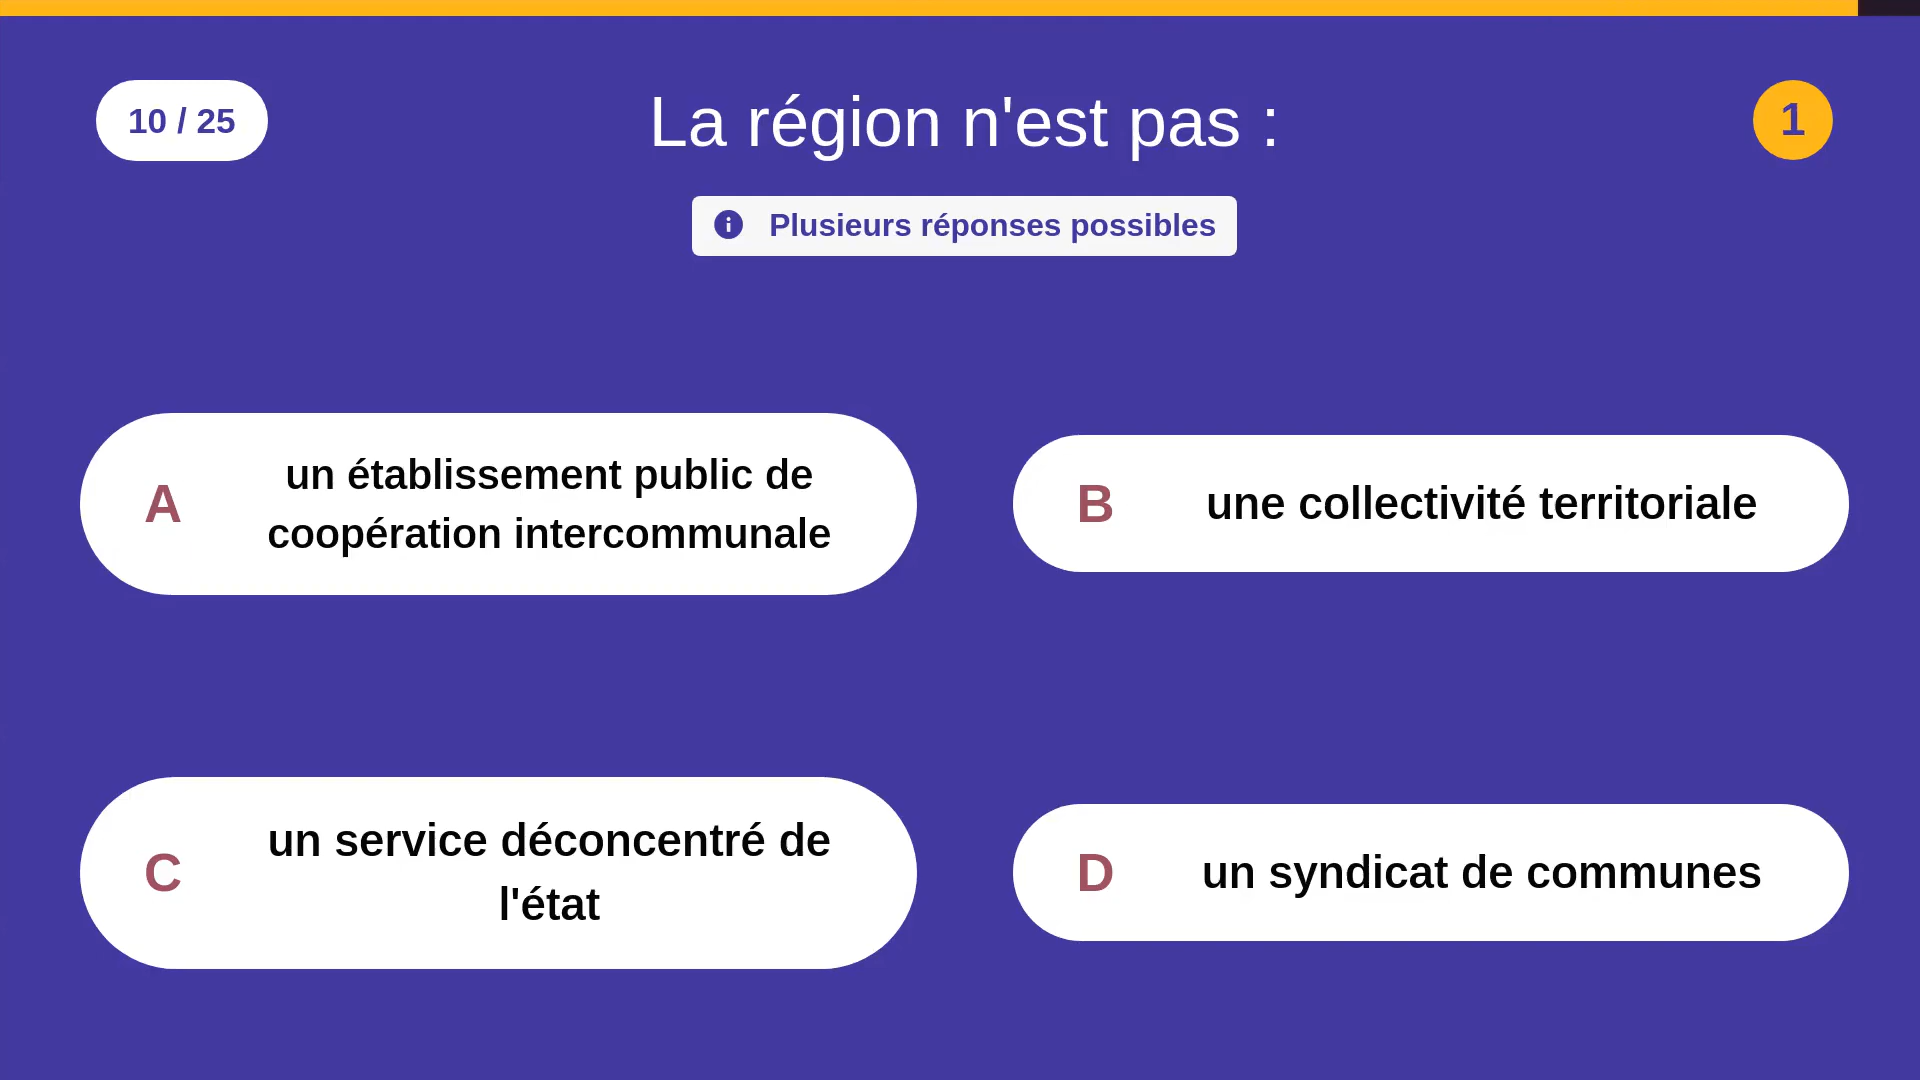 10 / 25
La région n'est pas :
1
Plusieurs réponses possibles
A
un établissement public de
coopération intercommunale
B
une collectivité territoriale
C
un service déconcentré de
l'état
D
un syndicat de communes